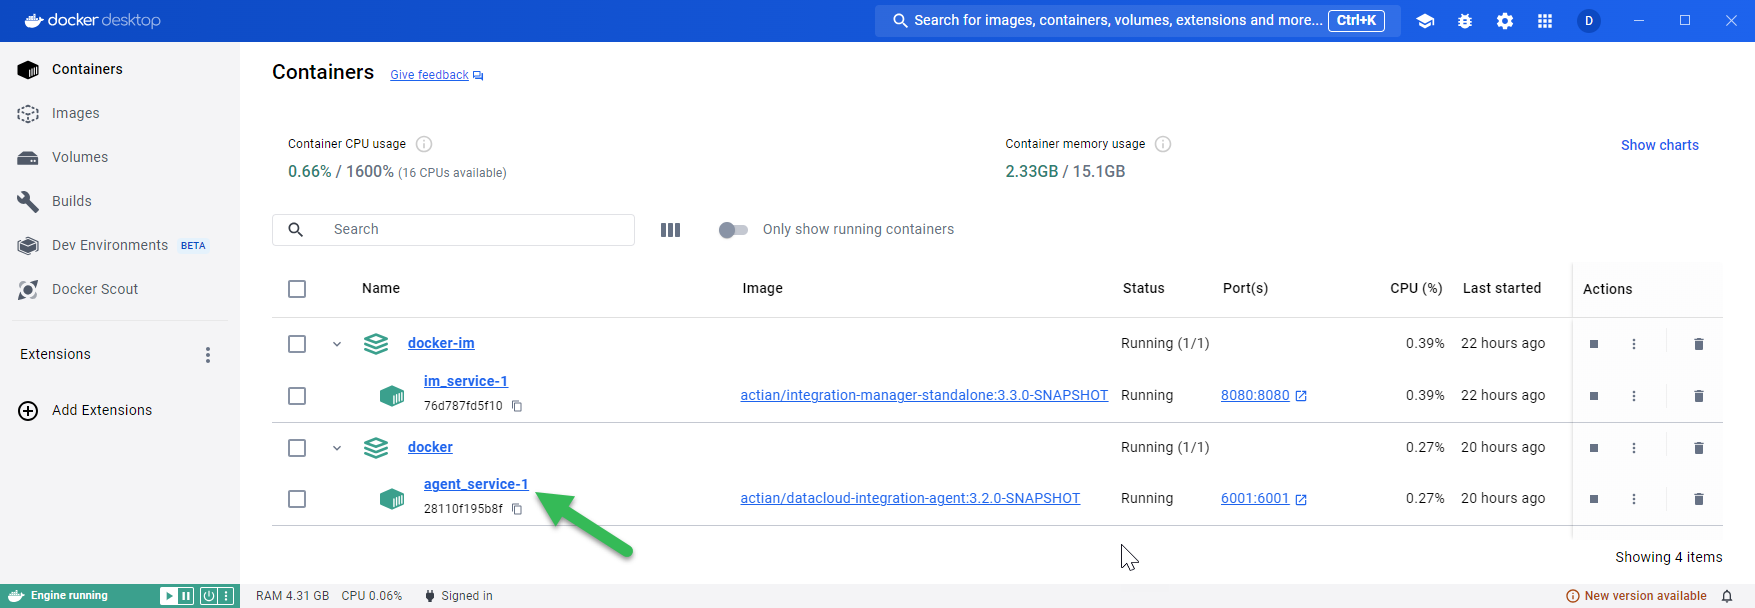 docker desktop
Search for images, containers, volumes, extensions and more... Ctrl+K
D
Containers
Images
Volumes
Builds
Dev Environments BETA
Docker Scout
Extensions
Add Extensions
Containers Give feedback
Container CPU usage
0.66% / 1600% (16 CPUs available)
Container memory usage
2.33GB / 15.1GB
Show charts
Search
Only show running containers
Name Image Status Port(s) CPU (%) Last started Actions
docker-im Running (1/1) 0.39% 22 hours ago
im_service-1
76d787fd5f10
actian/integration-manager-standalone:3.3.0-SNAPSHOT Running 8080:8080 0.39% 22 hours ago
docker Running (1/1) 0.27% 20 hours ago
agent_service-1
28110f195b8f
actian/datacloud-integration-agent:3.2.0-SNAPSHOT Running 6001:6001 0.27% 20 hours ago
Showing 4 items
Engine running
RAM 4.31 GB CPU 0.06% Signed in
New version available